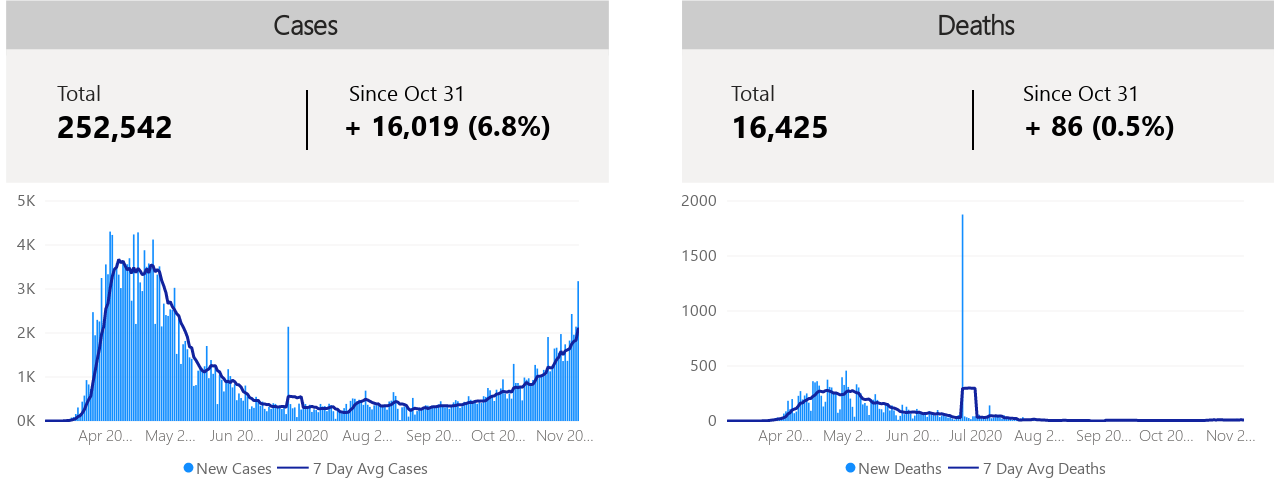 Cases
Total
252,542
Since Oct 31
+ 16,019 (6.8%)
5K
4K
3K
2K
1K
0K
Apr 20... May 2... Jun 20... Jul 2020 Aug 2... Sep 20... Oct 20... Nov 20...
New Cases 7 Day Avg Cases
Deaths
Total
16,425
Since Oct 31
+ 86 (0.5%)
2000
1500
1000
500
0
Apr 20... May 2... Jun 20... Jul 2020 Aug 2... Sep 20... Oct 20... Nov 2...
New Deaths 7 Day Avg Deaths